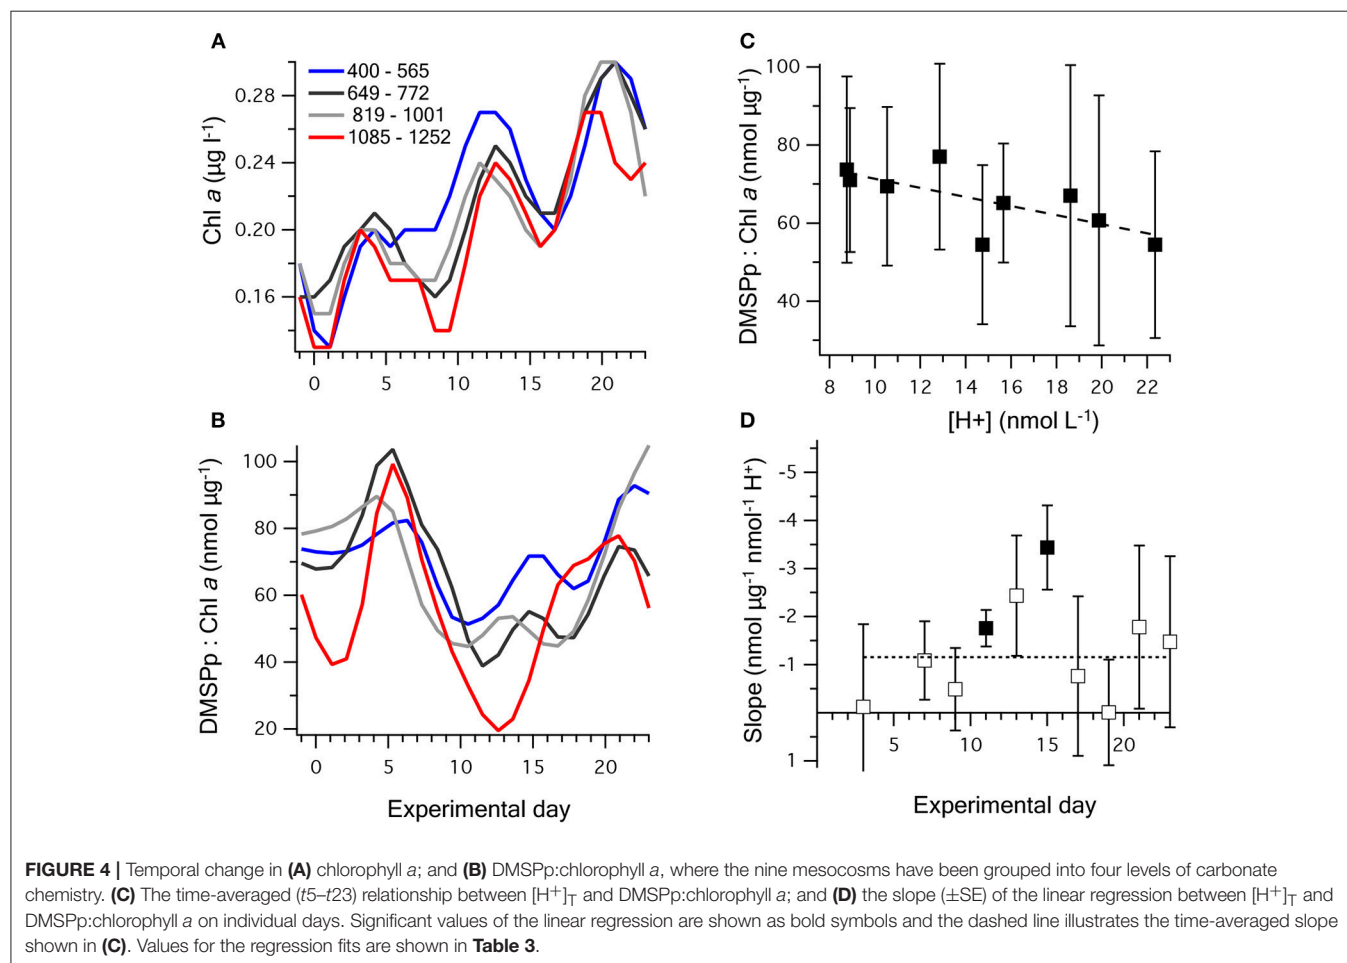 A
400 - 565
649 - 772
819 - 1001
1085 - 1252
0.28
0.24
0.20
0.16
Chl a (µg l⁻¹)
0 5 10 15 20
B
100
80
60
40
20
DMSPp : Chl a (nmol µg⁻¹)
0 5 10 15 20
Experimental day
C
100
80
60
40
DMSPp : Chl a (nmol µg⁻¹)
8 10 12 14 16 18 20 22
[H+] (nmol L⁻¹)
D
-5
-4
-3
-2
-1
1
Slope (nmol µg⁻¹ nmol⁻¹ H⁺)
5 10 15 20
Experimental day
FIGURE 4 | Temporal change in (A) chlorophyll a; and (B) DMSPp:chlorophyll a, where the nine mesocosms have been grouped into four levels of carbonate
chemistry. (C) The time-averaged (t5–t23) relationship between [H⁺]T and DMSPp:chlorophyll a; and (D) the slope (±SE) of the linear regression between [H⁺]T and
DMSPp:chlorophyll a on individual days. Significant values of the linear regression are shown as bold symbols and the dashed line illustrates the time-averaged slope
shown in (C). Values for the regression fits are shown in Table 3.